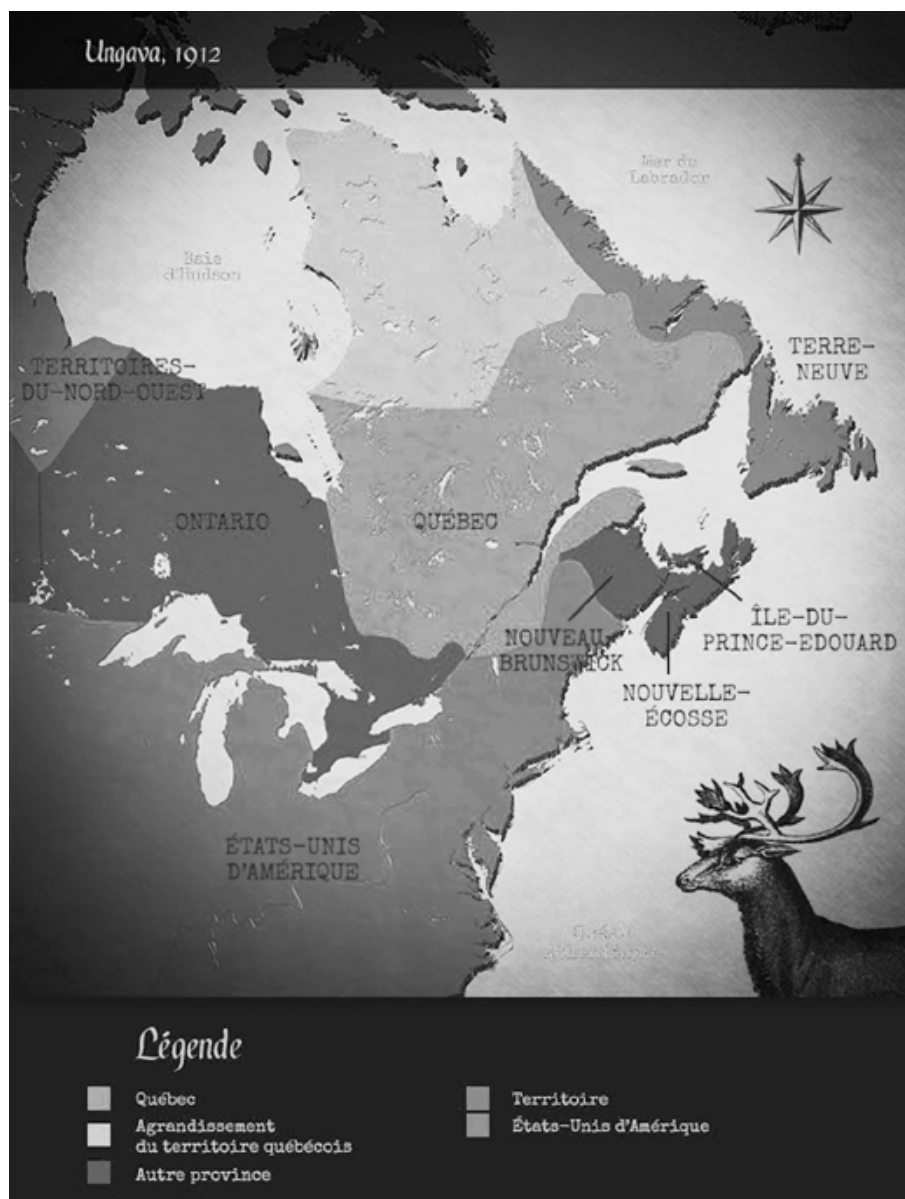 Ungava, 1912
Mer du
Labrador
Baie
d'Hudson
TERRE-
NEUVE
TERRITOIRES-
DU-NORD-OUEST
ONTARIO
QUÉBEC
ÎLE-DU-
PRINCE-EDOUARD
NOUVEAU
BRUNSWICK
NOUVELLE-
ÉCOSSE
ÉTATS-UNIS
D'AMÉRIQUE
Légende
Québec
Agrandissement
du territoire québécois
Autre province
Territoire
États-Unis d'Amérique